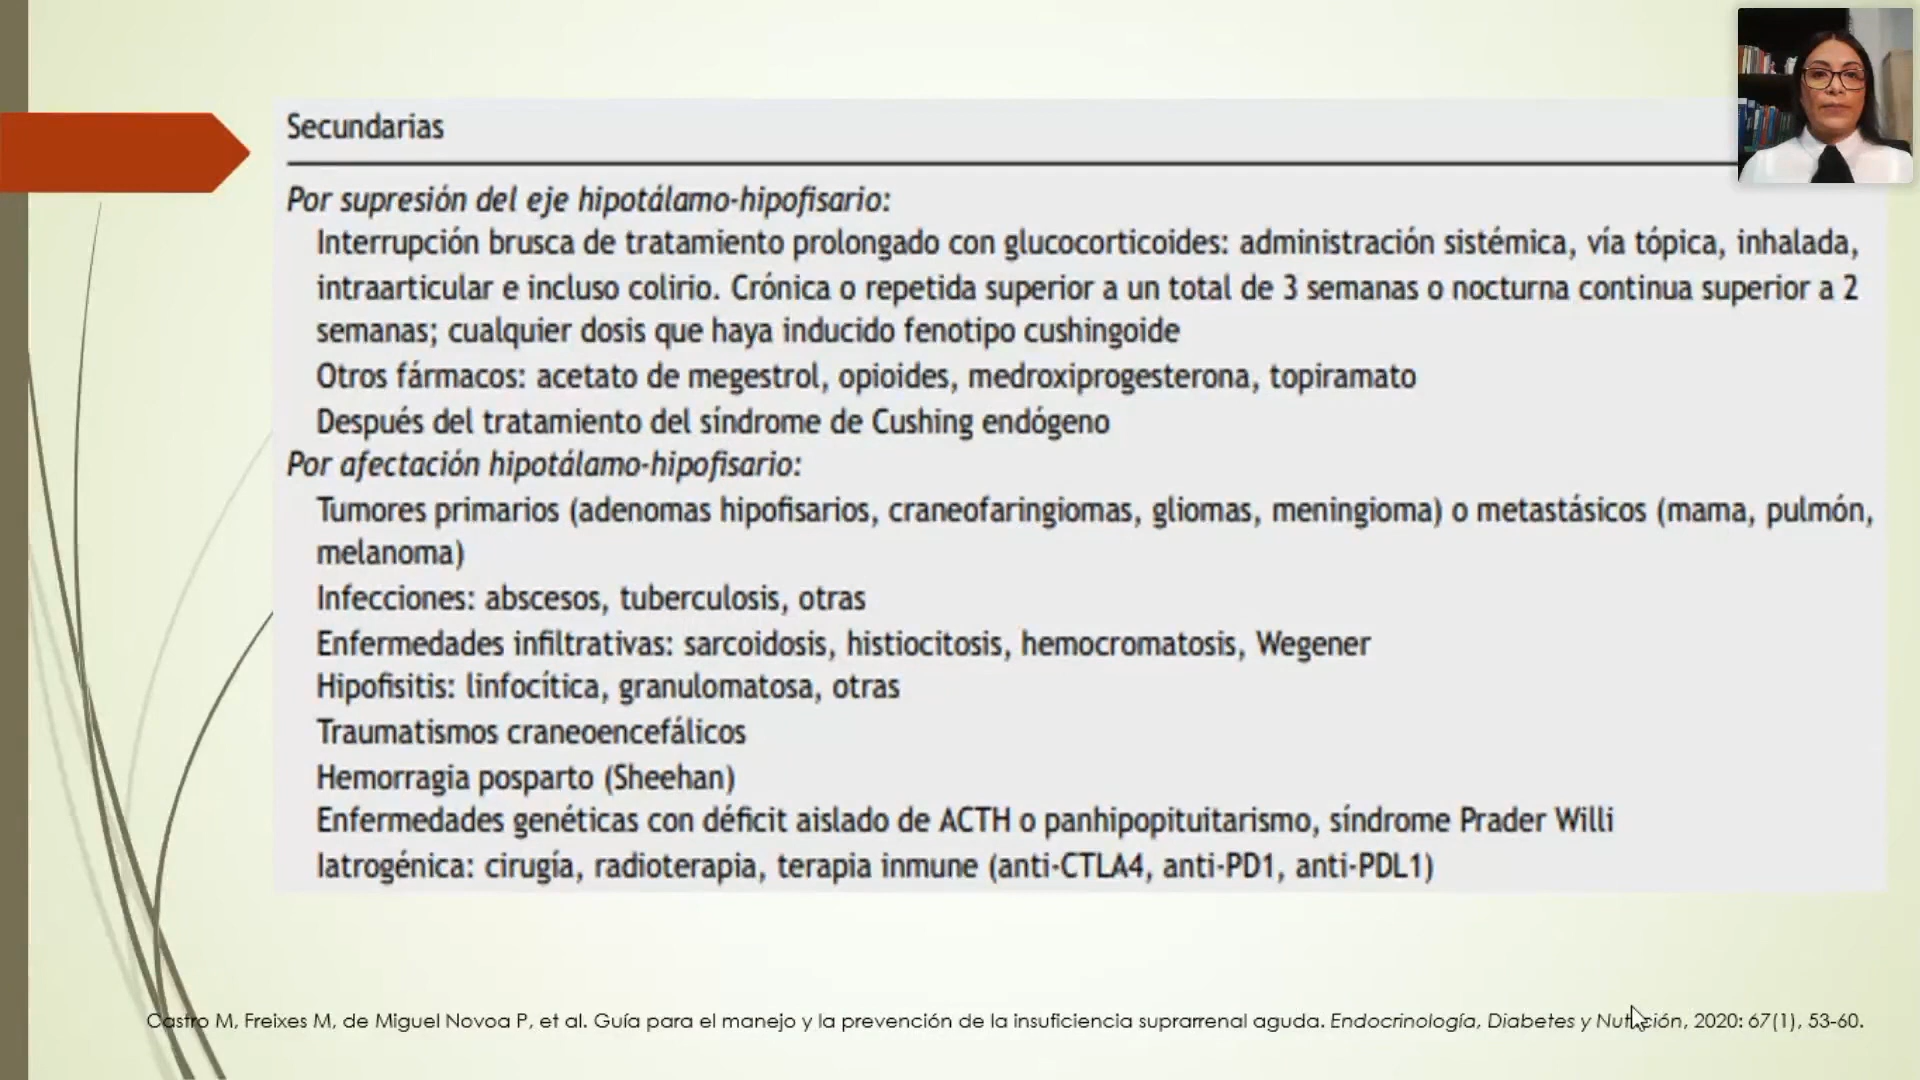 Secundarias
Por supresión del eje hipotálamo-hipofisario:
Interrupción brusca de tratamiento prolongado con glucocorticoides: administración sistémica, vía tópica, inhalada,
intraarticular e incluso colirio. Crónica o repetida superior a un total de 3 semanas o nocturna continua superior a 2
semanas; cualquier dosis que haya inducido fenotipo cushingoide
Otros fármacos: acetato de megestrol, opioides, medroxiprogesterona, topiramato
Después del tratamiento del síndrome de Cushing endógeno
Por afectación hipotálamo-hipofisario:
Tumores primarios (adenomas hipofisarios, craneofaringiomas, gliomas, meningioma) o metastásicos (mama, pulmón,
melanoma)
Infecciones: abscesos, tuberculosis, otras
Enfermedades infiltrativas: sarcoidosis, histiocitosis, hemocromatosis, Wegener
Hipofisitis: linfocítica, granulomatosa, otras
Traumatismos craneoencefálicos
Hemorragia posparto (Sheehan)
Enfermedades genéticas con déficit aislado de ACTH o panhipopituitarismo, síndrome Prader Willi
Iatrogénica: cirugía, radioterapia, terapia inmune (anti-CTLA4, anti-PD1, anti-PDL1)
Castro M, Freixes M, de Miguel Novoa P, et al. Guía para el manejo y la prevención de la insuficiencia suprarrenal aguda. Endocrinología, Diabetes y Nutrición, 2020: 67(1), 53-60.